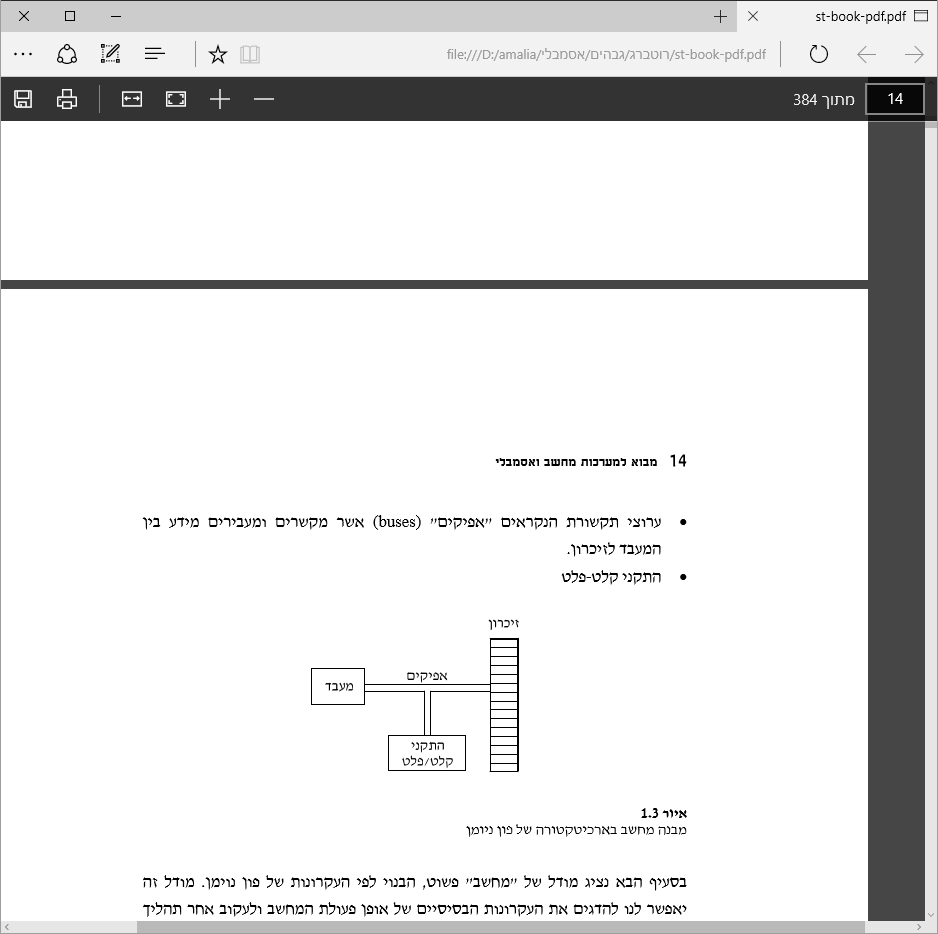 st-book-pdf.pdf
file:///D:/amalia/רוטברג/גבהים/אסמבלי/st-book-pdf.pdf
14 מתוך 384
14 מבוא למערכות מחשב ואסמבלי
• ערוצי תקשורת הנקראים "אפיקים" (buses) אשר מקשרים ומעבירים מידע בין
המעבד לזיכרון.
• התקני קלט-פלט
זיכרון
אפיקים
מעבד
התקני
קלט/פלט
איור 1.3
מבנה מחשב בארכיטקטורה של פון ניומן
בסעיף הבא נציג מודל של "מחשב" פשוט, הבנוי לפי העקרונות של פון נוימן. מודל זה
יאפשר לנו להדגים את העקרונות הבסיסיים של אופן פעולת המחשב ולעקוב אחר תהליך